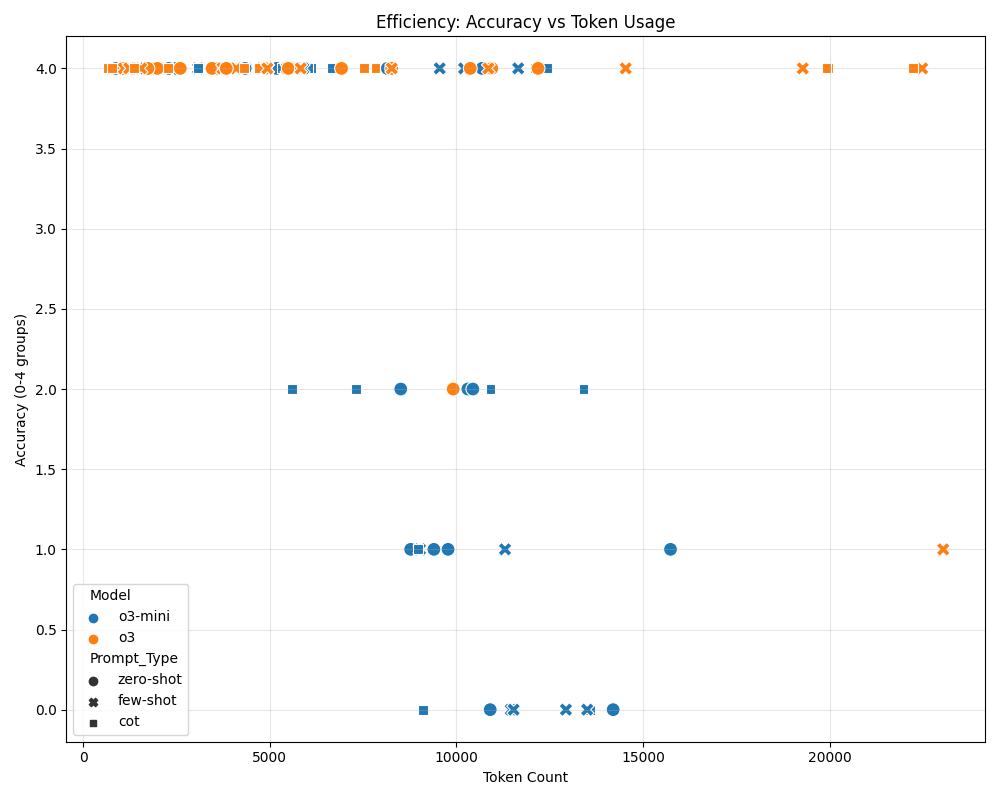 Efficiency: Accuracy vs Token Usage
4.0
3.5
3.0
2.5
2.0
1.5
1.0
0.5
0.0
Accuracy (0-4 groups)
Model
o3-mini
o3
Prompt_Type
zero-shot
few-shot
cot
0 5000 10000 15000 20000
Token Count